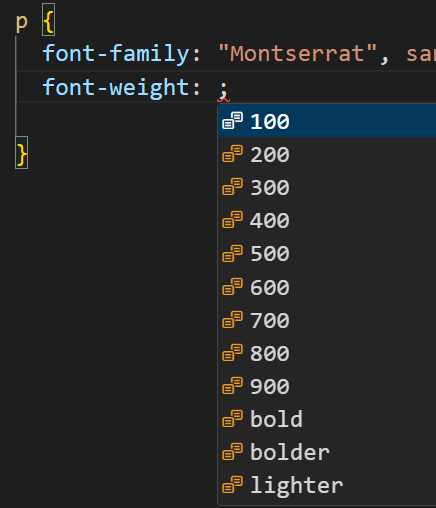 p {
font-family: "Montserrat", sar
font-weight: ;
100
200
300
400
500
600
700
800
900
bold
bolder
lighter
}